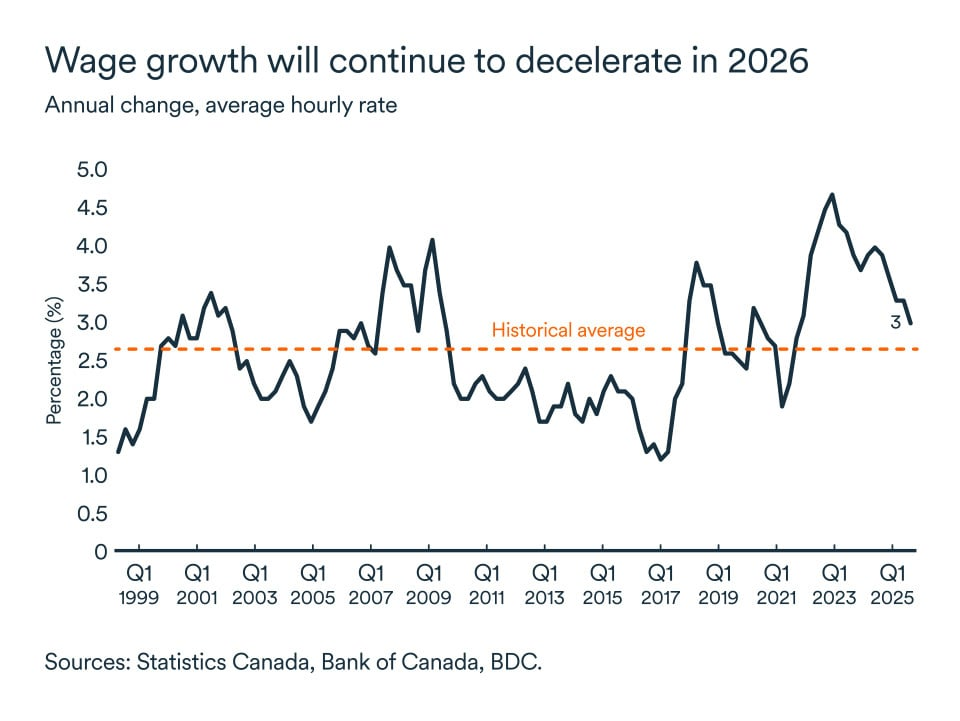 Wage growth will continue to decelerate in 2026
Annual change, average hourly rate
Percentage (%)
5.0
4.5
4.0
3.5
3.0
2.5
2.0
1.5
1.0
0.5
0
Historical average
3
Q1 Q1 Q1 Q1 Q1 Q1 Q1 Q1 Q1 Q1 Q1 Q1 Q1 Q1
1999 2001 2003 2005 2007 2009 2011 2013 2015 2017 2019 2021 2023 2025
Sources: Statistics Canada, Bank of Canada, BDC.